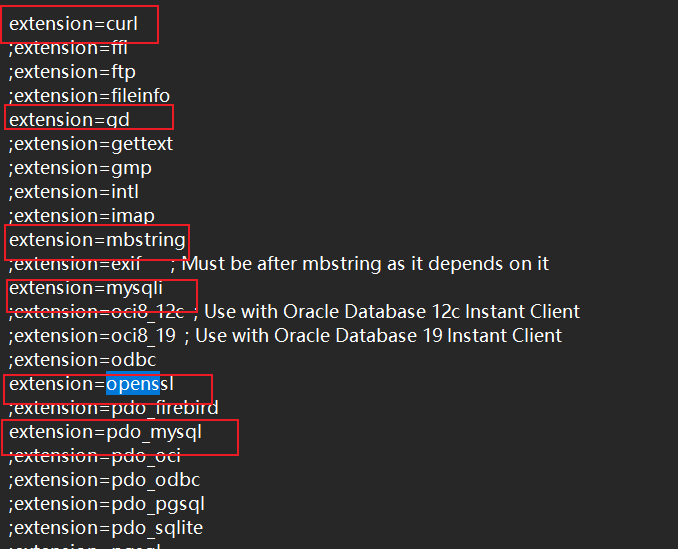 extension=curl
;extension=ffi
;extension=ftp
;extension=fileinfo
extension=gd
;extension=gettext
;extension=gmp
;extension=intl
;extension=imap
extension=mbstring
;extension=exif      ; Must be after mbstring as it depends on it
extension=mysqli
;extension=oci8_12c  ; Use with Oracle Database 12c Instant Client
;extension=oci8_19  ; Use with Oracle Database 19 Instant Client
;extension=odbc
extension=openssl
;extension=pdo_firebird
extension=pdo_mysql
;extension=pdo_oci
;extension=pdo_odbc
;extension=pdo_pgsql
;extension=pdo_sqlite